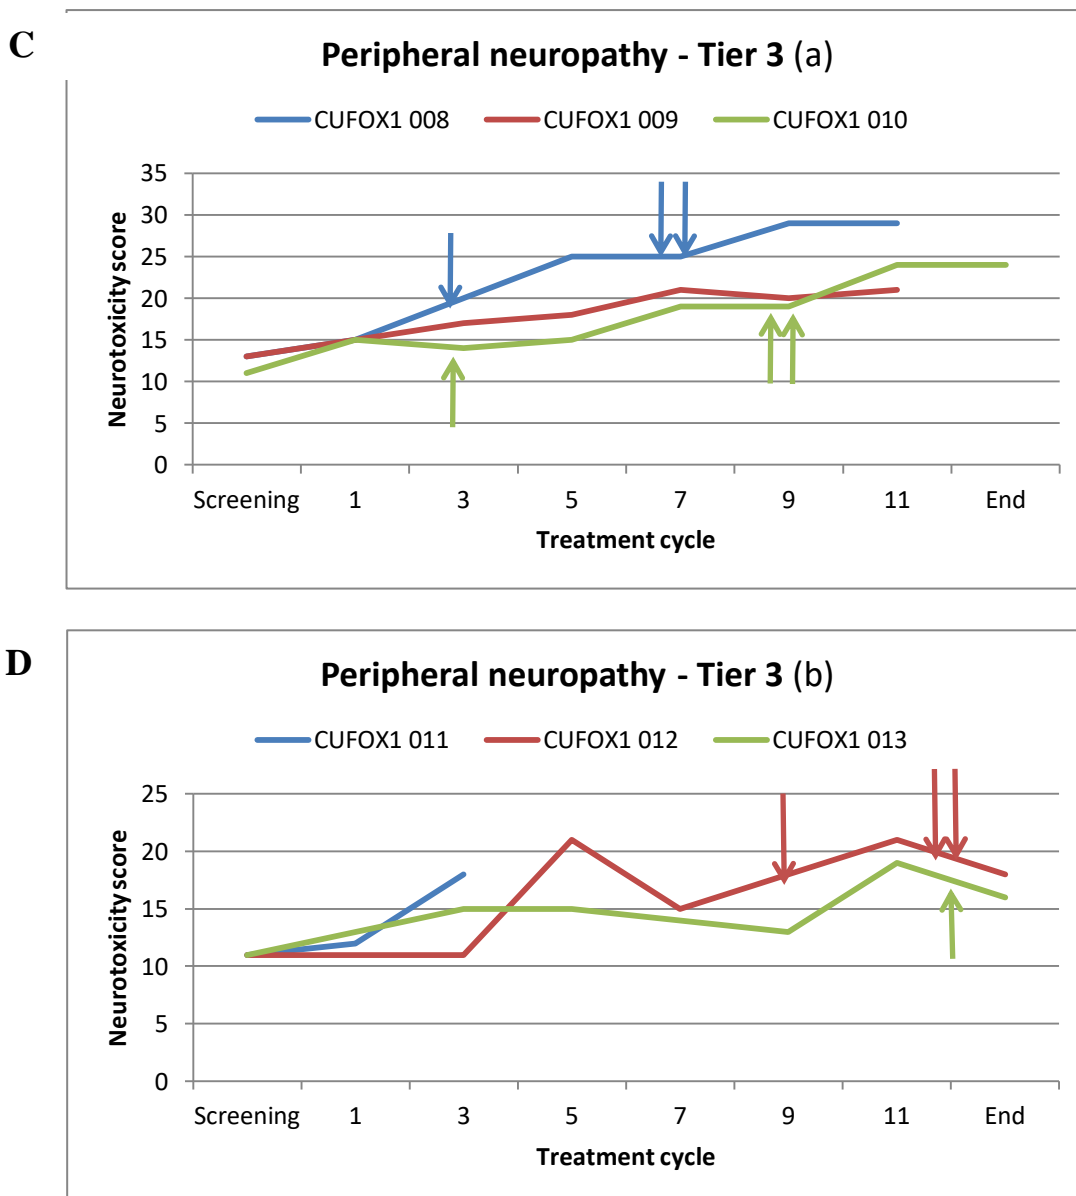 C
Peripheral neuropathy - Tier 3 (a)
CUFOX1 008 CUFOX1 009 CUFOX1 010
Neurotoxicity score
35
30
25
20
15
10
5
0
Screening 1 3 5 7 9 11 End
Treatment cycle
D
Peripheral neuropathy - Tier 3 (b)
CUFOX1 011 CUFOX1 012 CUFOX1 013
Neurotoxicity score
25
20
15
10
5
0
Screening 1 3 5 7 9 11 End
Treatment cycle